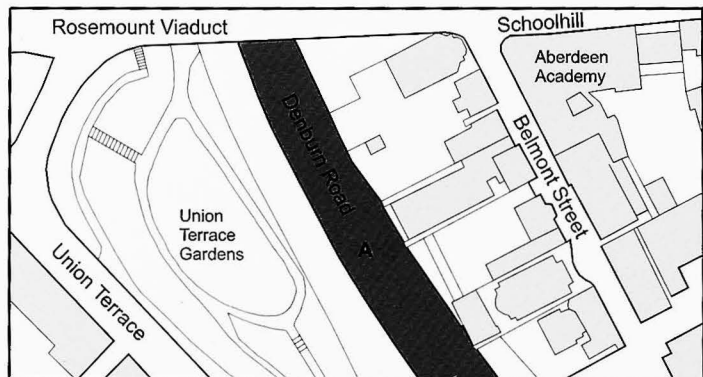 Rosemount Viaduct
Schoolhill
Aberdeen
Academy
Denburn Road
Belmont Street
Union
Terrace
Gardens
A
Union Terrace